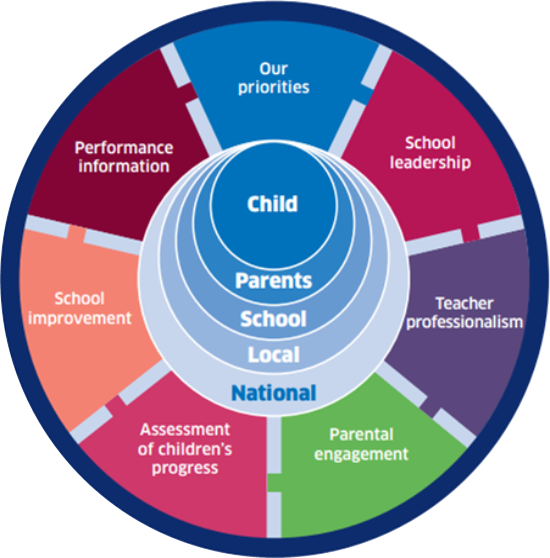 Our
priorities
School
leadership
Teacher
professionalism
Parental
engagement
Assessment
of children's
progress
School
improvement
Performance
information
Child
Parents
School
Local
National